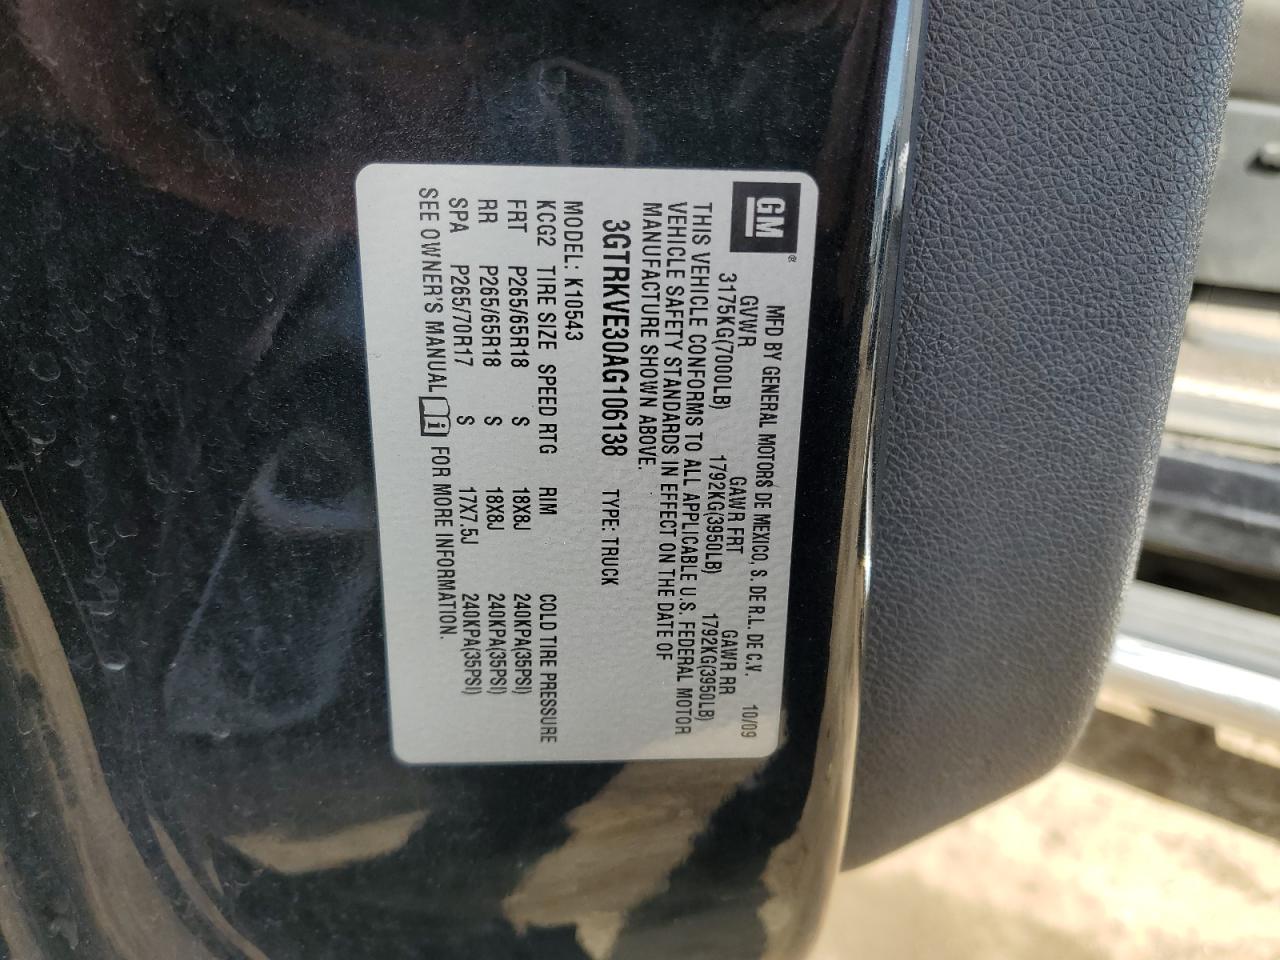 GM®
MFD BY GENERAL MOTORS DE MEXICO, S. DE R.L. DE C.V. 10/09
GVWR GAWR FRT GAWR RR
3175KG(7000LB) 1792KG(3950LB) 1792KG(3950LB)
THIS VEHICLE CONFORMS TO ALL APPLICABLE U.S. FEDERAL MOTOR
VEHICLE SAFETY STANDARDS IN EFFECT ON THE DATE OF
MANUFACTURE SHOWN ABOVE.
3GTRKVE30AG106138 TYPE: TRUCK
MODEL: K10543
KCG2 TIRE SIZE SPEED RTG RIM COLD TIRE PRESSURE
FRT P265/65R18 S 18X8J 240KPA(35PSI)
RR P265/65R18 S 18X8J 240KPA(35PSI)
SPA P265/70R17 S 17X7.5J 240KPA(35PSI)
SEE OWNER'S MANUAL i FOR MORE INFORMATION.